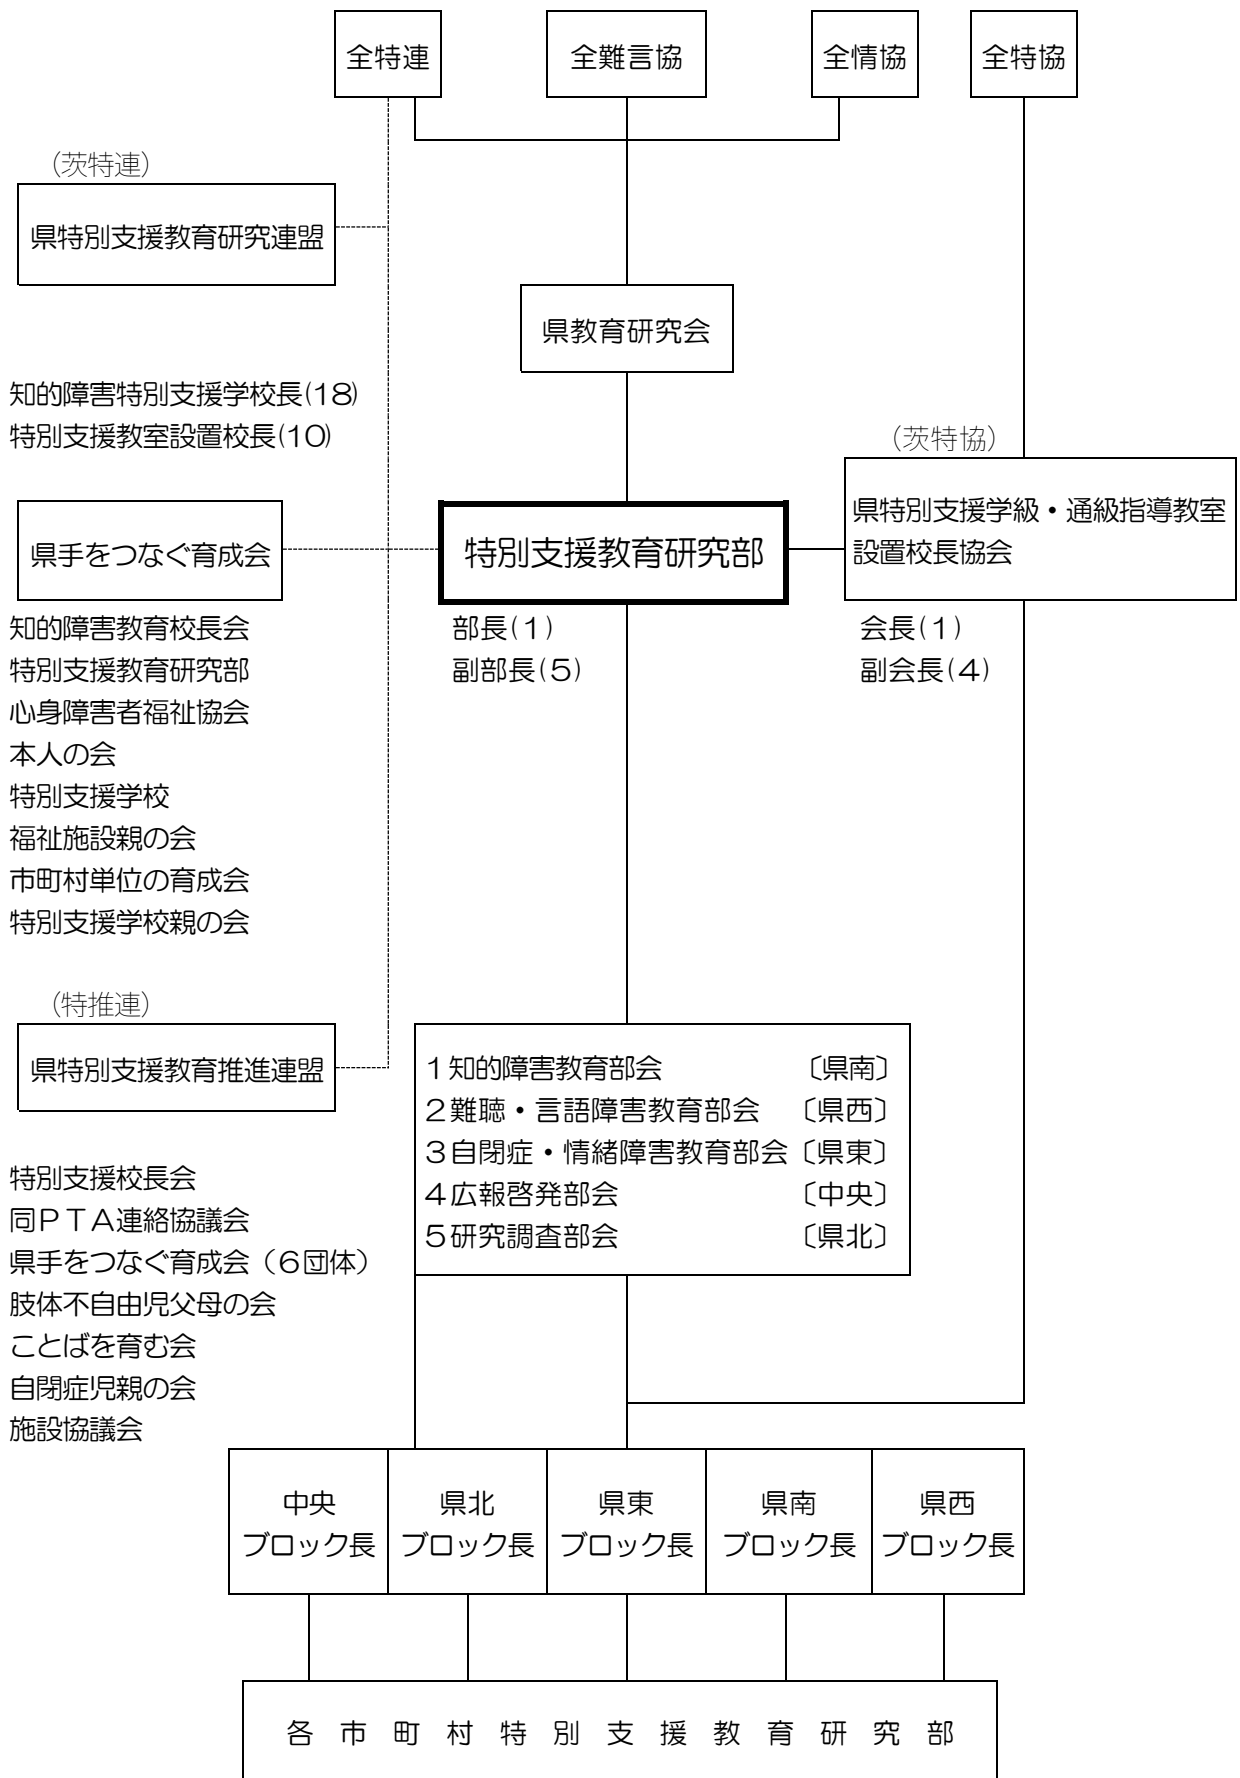 全特連
全難言協
全情協
全特協
（茨特連）
県特別支援教育研究連盟
県教育研究会
知的障害特別支援学校長(18)
特別支援教室設置校長(10)
（茨特協）
県特別支援学級・通級指導教室
設置校長協会
県手をつなぐ育成会
特別支援教育研究部
知的障害教育校長会
特別支援教育研究部
心身障害者福祉協会
本人の会
特別支援学校
福祉施設親の会
市町村単位の育成会
特別支援学校親の会
部長(1)
副部長(5)
会長(1)
副会長(4)
（特推連）
県特別支援教育推進連盟
1知的障害教育部会 〔県南〕
2難聴・言語障害教育部会 〔県西〕
3自閉症・情緒障害教育部会〔県東〕
4広報啓発部会 〔中央〕
5研究調査部会 〔県北〕
特別支援校長会
同ＰＴＡ連絡協議会
県手をつなぐ育成会（6団体）
肢体不自由児父母の会
ことばを育む会
自閉症児親の会
施設協議会
中央
ブロック長
県北
ブロック長
県東
ブロック長
県南
ブロック長
県西
ブロック長
各市町村特別支援教育研究部